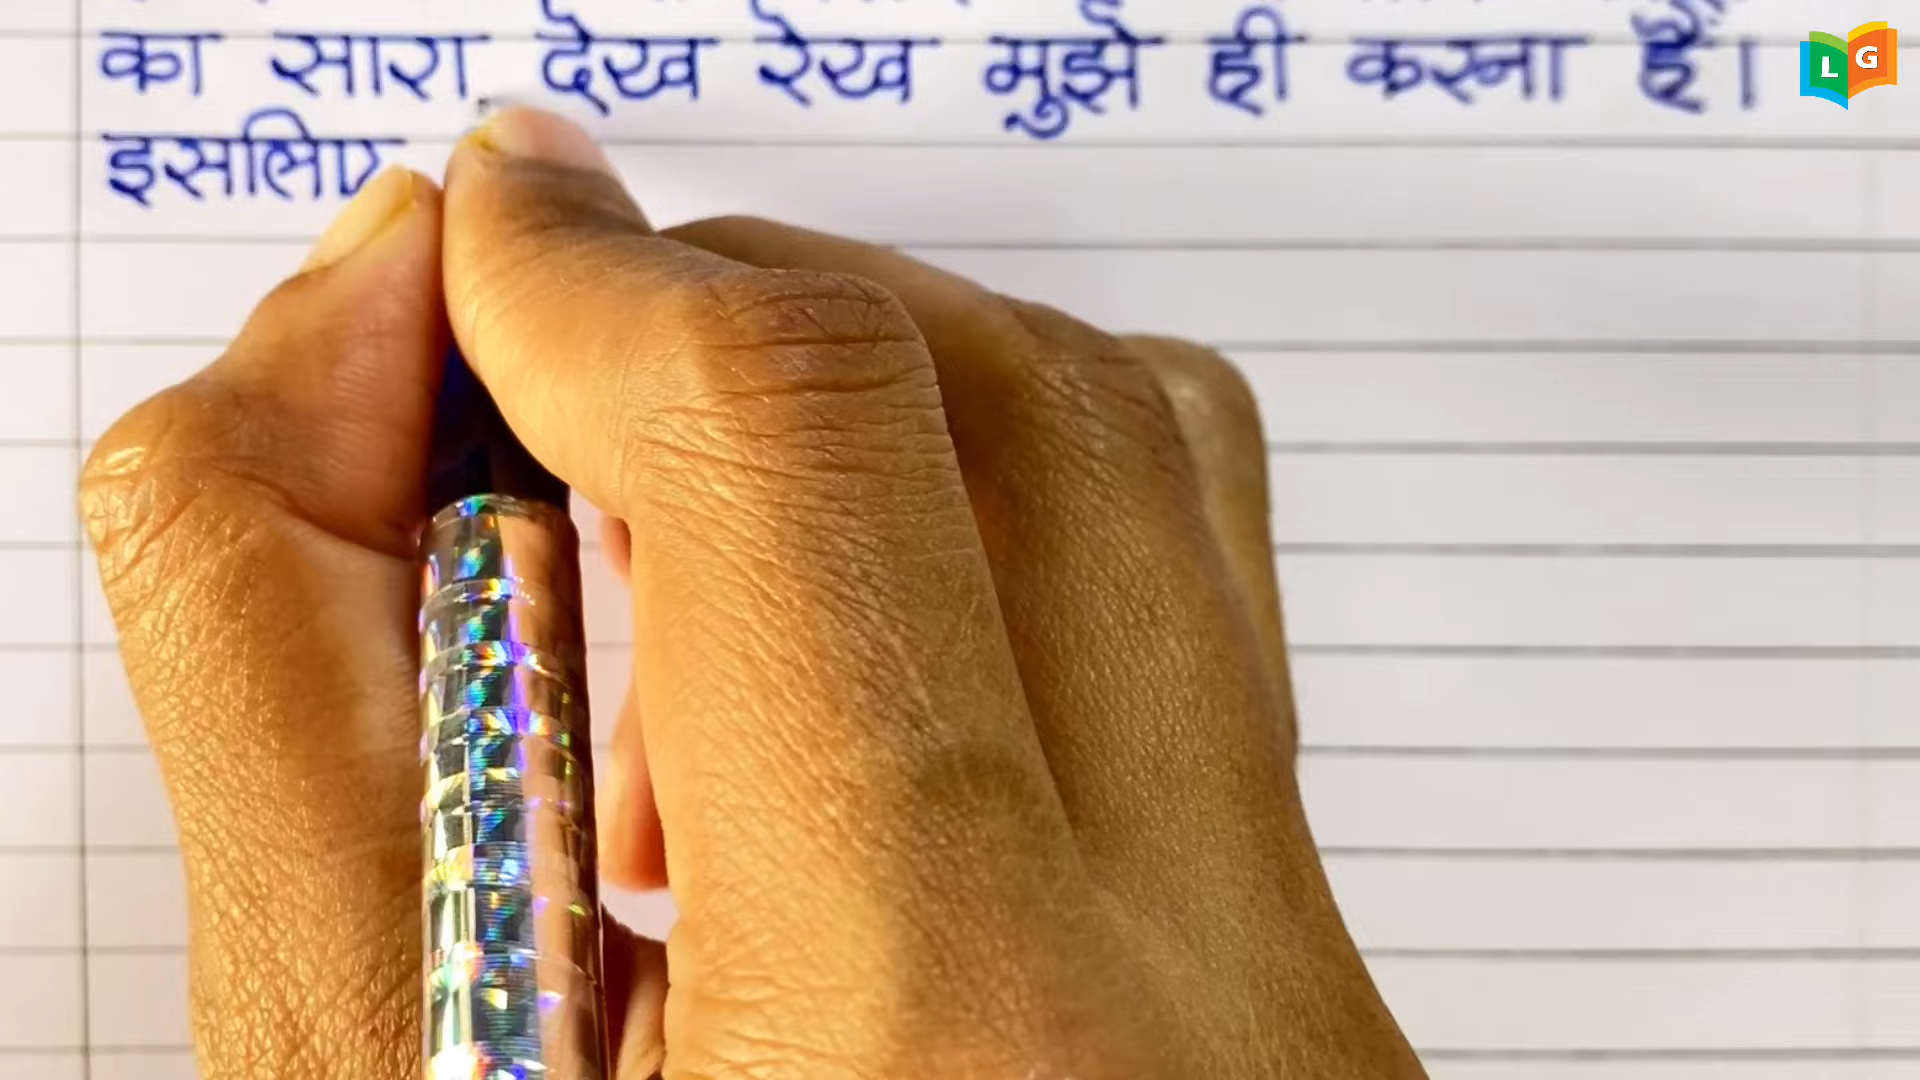 का सारा देख रेख मुझे ही करना है।
इसलिए
L G